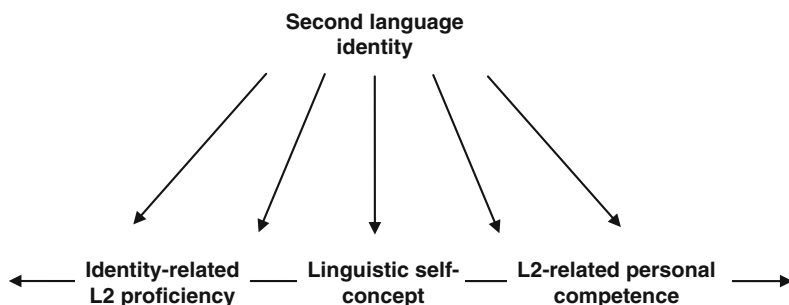 Second language
identity
Identity-related
L2 proficiency
Linguistic self-
concept
L2-related personal
competence